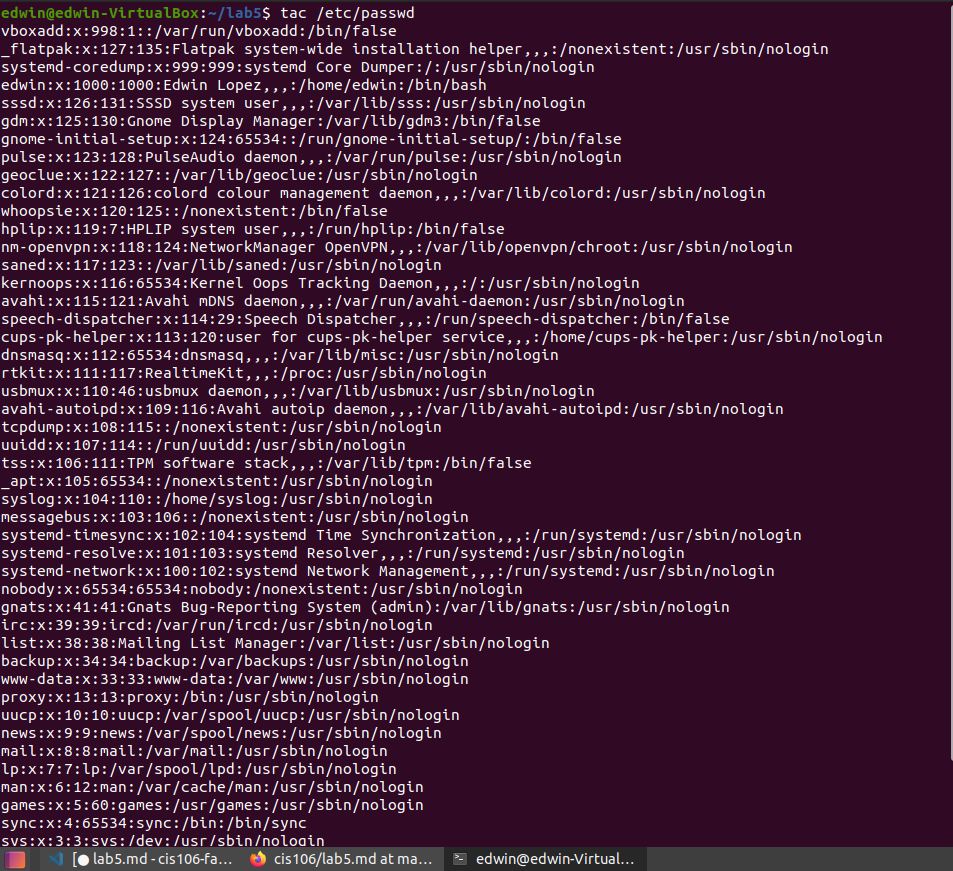 edwin@edwin-VirtualBox:~/lab5$ tac /etc/passwd
vboxadd:x:998:1::/var/run/vboxadd:/bin/false
_flatpak:x:127:135:Flatpak system-wide installation helper,,,:/nonexistent:/usr/sbin/nologin
systemd-coredump:x:999:999:systemd Core Dumper:/:/usr/sbin/nologin
edwin:x:1000:1000:Edwin Lopez,,,:/home/edwin:/bin/bash
sssd:x:126:131:SSSD system user,,,:/var/lib/sss:/usr/sbin/nologin
gdm:x:125:130:Gnome Display Manager:/var/lib/gdm3:/bin/false
gnome-initial-setup:x:124:65534::/run/gnome-initial-setup/:/bin/false
pulse:x:123:128:PulseAudio daemon,,,:/var/run/pulse:/usr/sbin/nologin
geoclue:x:122:127::/var/lib/geoclue:/usr/sbin/nologin
colord:x:121:126:colord colour management daemon,,,:/var/lib/colord:/usr/sbin/nologin
whoopsie:x:120:125::/nonexistent:/bin/false
hplip:x:119:7:HPLIP system user,,,:/run/hplip:/bin/false
nm-openvpn:x:118:124:NetworkManager OpenVPN,,,:/var/lib/openvpn/chroot:/usr/sbin/nologin
saned:x:117:123::/var/lib/saned:/usr/sbin/nologin
kernoops:x:116:65534:Kernel Oops Tracking Daemon,,,:/:/usr/sbin/nologin
avahi:x:115:121:Avahi mDNS daemon,,,:/var/run/avahi-daemon:/usr/sbin/nologin
speech-dispatcher:x:114:29:Speech Dispatcher,,,:/run/speech-dispatcher:/bin/false
cups-pk-helper:x:113:120:user for cups-pk-helper service,,,:/home/cups-pk-helper:/usr/sbin/nologin
dnsmasq:x:112:65534:dnsmasq,,,:/var/lib/misc:/usr/sbin/nologin
rtkit:x:111:117:RealtimeKit,,,:/proc:/usr/sbin/nologin
usbmux:x:110:46:usbmux daemon,,,:/var/lib/usbmux:/usr/sbin/nologin
avahi-autoipd:x:109:116:Avahi autoip daemon,,,:/var/lib/avahi-autoipd:/usr/sbin/nologin
tcpdump:x:108:115::/nonexistent:/usr/sbin/nologin
uuidd:x:107:114::/run/uuidd:/usr/sbin/nologin
tss:x:106:111:TPM software stack,,,:/var/lib/tpm:/bin/false
_apt:x:105:65534::/nonexistent:/usr/sbin/nologin
syslog:x:104:110::/home/syslog:/usr/sbin/nologin
messagebus:x:103:106::/nonexistent:/usr/sbin/nologin
systemd-timesync:x:102:104:systemd Time Synchronization,,,:/run/systemd:/usr/sbin/nologin
systemd-resolve:x:101:103:systemd Resolver,,,:/run/systemd:/usr/sbin/nologin
systemd-network:x:100:102:systemd Network Management,,,:/run/systemd:/usr/sbin/nologin
nobody:x:65534:65534:nobody:/nonexistent:/usr/sbin/nologin
gnats:x:41:41:Gnats Bug-Reporting System (admin):/var/lib/gnats:/usr/sbin/nologin
irc:x:39:39:ircd:/var/run/ircd:/usr/sbin/nologin
list:x:38:38:Mailing List Manager:/var/list:/usr/sbin/nologin
backup:x:34:34:backup:/var/backups:/usr/sbin/nologin
www-data:x:33:33:www-data:/var/www:/usr/sbin/nologin
proxy:x:13:13:proxy:/bin:/usr/sbin/nologin
uucp:x:10:10:uucp:/var/spool/uucp:/usr/sbin/nologin
news:x:9:9:news:/var/spool/news:/usr/sbin/nologin
mail:x:8:8:mail:/var/mail:/usr/sbin/nologin
lp:x:7:7:lp:/var/spool/lpd:/usr/sbin/nologin
man:x:6:12:man:/var/cache/man:/usr/sbin/nologin
games:x:5:60:games:/usr/games:/usr/sbin/nologin
sync:x:4:65534:sync:/bin:/bin/sync
sys:x:3:3:sys:/dev:/usr/sbin/nologin
[● lab5.md - cis106-fa... cis106/lab5.md at ma... edwin@edwin-Virtual...